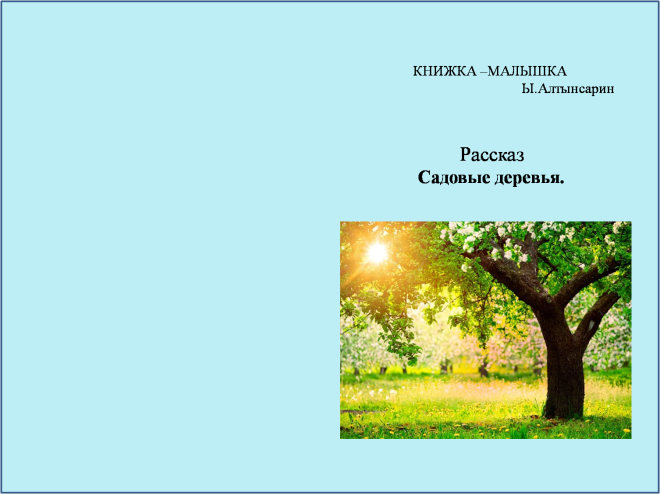 КНИЖКА –МАЛЫШКА
Ы.Алтынсарин
Рассказ
Садовые деревья.